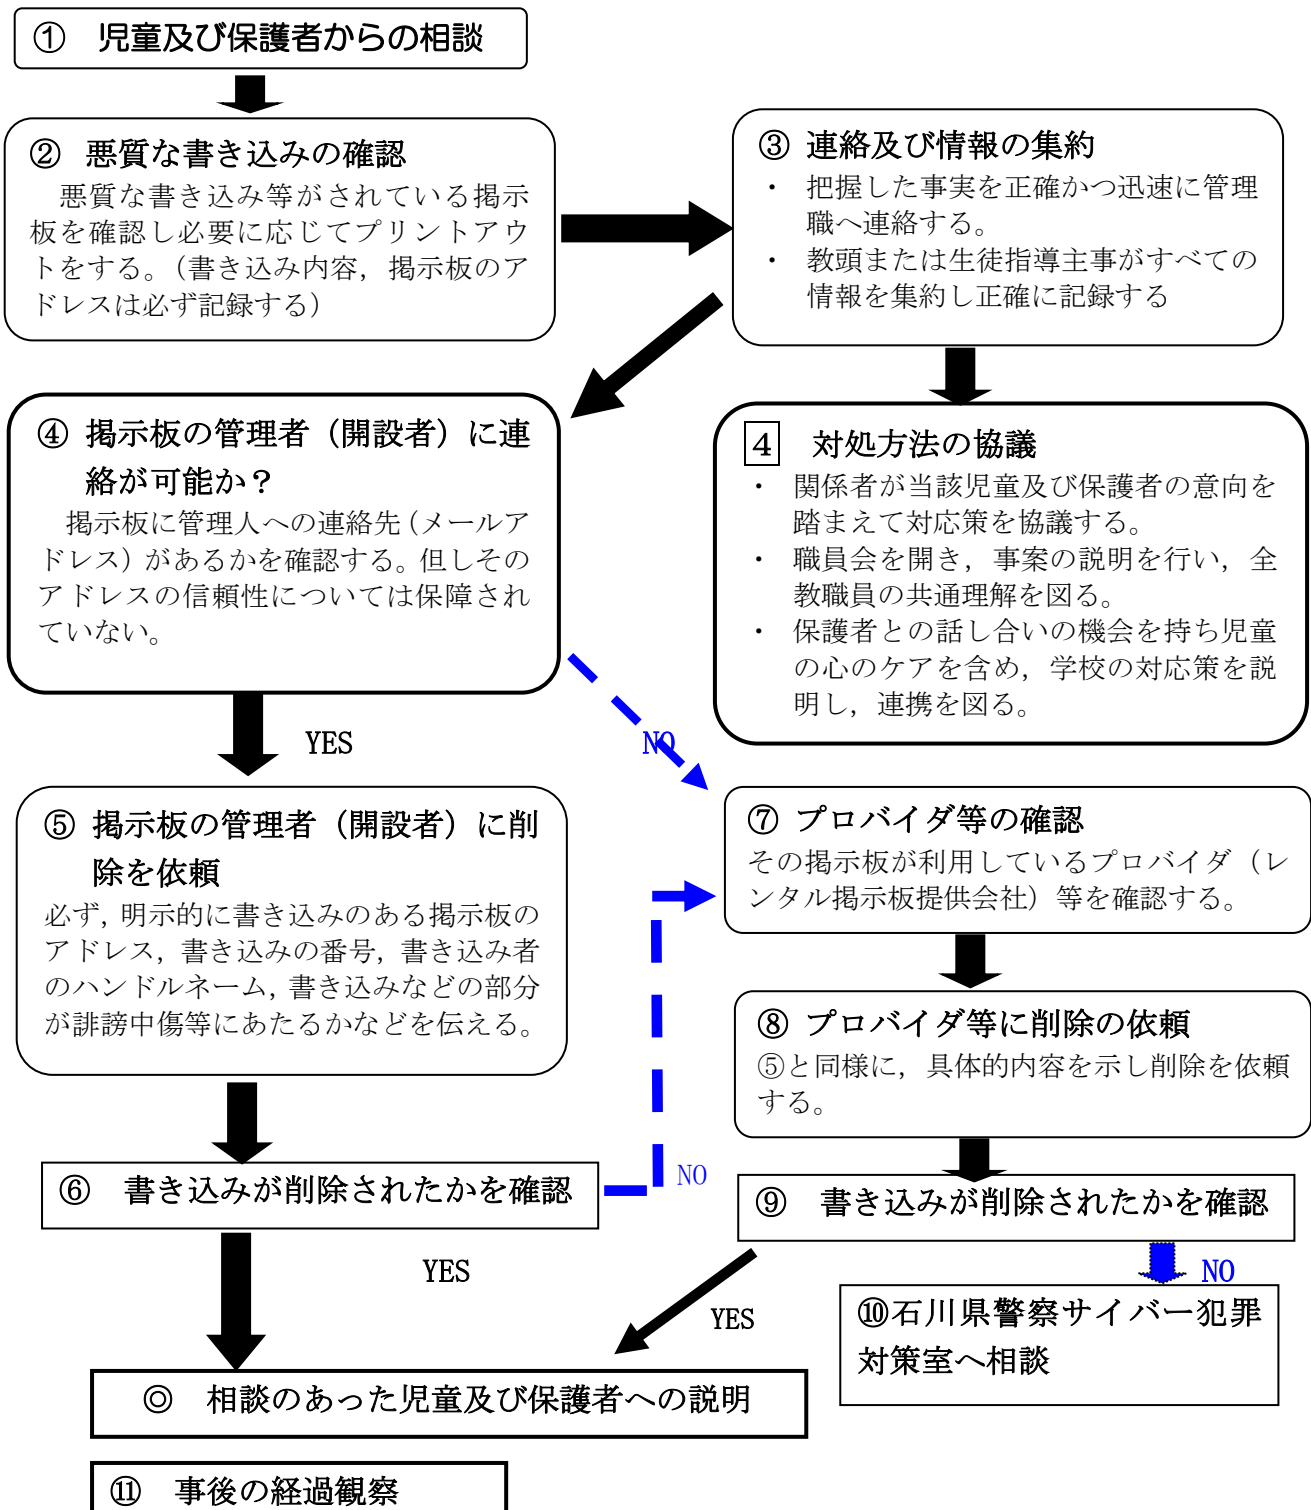 ① 児童及び保護者からの相談
② 悪質な書き込みの確認
悪質な書き込み等がされている掲示
板を確認し必要に応じてプリントアウ
トをする。（書き込み内容，掲示板のア
ドレスは必ず記録する）
③ 連絡及び情報の集約
・ 把握した事実を正確かつ迅速に管理
職へ連絡する。
・ 教頭または生徒指導主事がすべての
情報を集約し正確に記録する
④ 掲示板の管理者（開設者）に連
絡が可能か？
掲示板に管理人への連絡先（メールア
ドレス）があるかを確認する。但しその
アドレスの信頼性については保障され
ていない。
4 対処方法の協議
・ 関係者が当該児童及び保護者の意向を
踏まえて対応策を協議する。
・ 職員会を開き，事案の説明を行い，全
教職員の共通理解を図る。
・ 保護者との話し合いの機会を持ち児童
の心のケアを含め，学校の対応策を説
明し，連携を図る。
YES
NO
⑤ 掲示板の管理者（開設者）に削
除を依頼
必ず，明示的に書き込みのある掲示板の
アドレス，書き込みの番号，書き込み者
のハンドルネーム，書き込みなどの部分
が誹謗中傷等にあたるかなどを伝える。
⑦ プロバイダ等の確認
その掲示板が利用しているプロバイダ（レ
ンタル掲示板提供会社）等を確認する。
⑧ プロバイダ等に削除の依頼
⑤と同様に，具体的内容を示し削除を依頼
する。
⑥ 書き込みが削除されたかを確認
NO
⑨ 書き込みが削除されたかを確認
YES
YES
NO
⑩石川県警察サイバー犯罪
対策室へ相談
◎ 相談のあった児童及び保護者への説明
⑪ 事後の経過観察